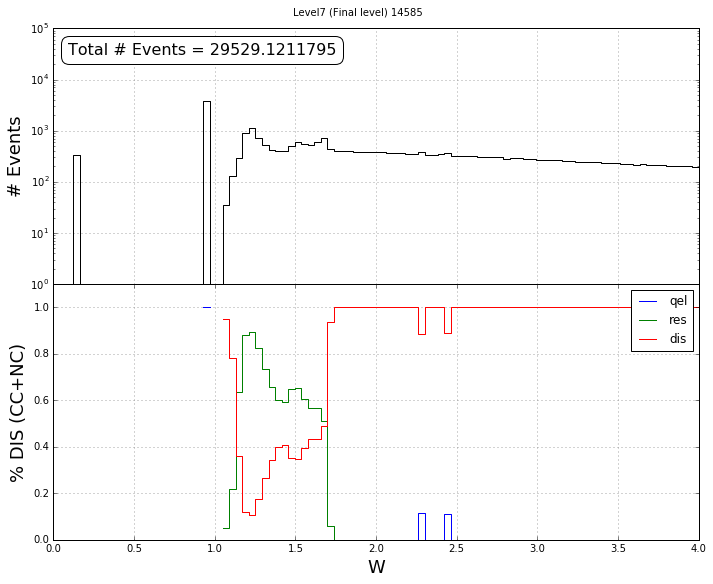 Level7 (Final level) 14585
10^5
Total # Events = 29529.1211795
10^4
10^3
10^2
10^1
10^0
# Events
1.0
0.8
0.6
0.4
0.2
0.0
% DIS (CC+NC)
qel
res
dis
0.0 0.5 1.0 1.5 2.0 2.5 3.0 3.5 4.0
W